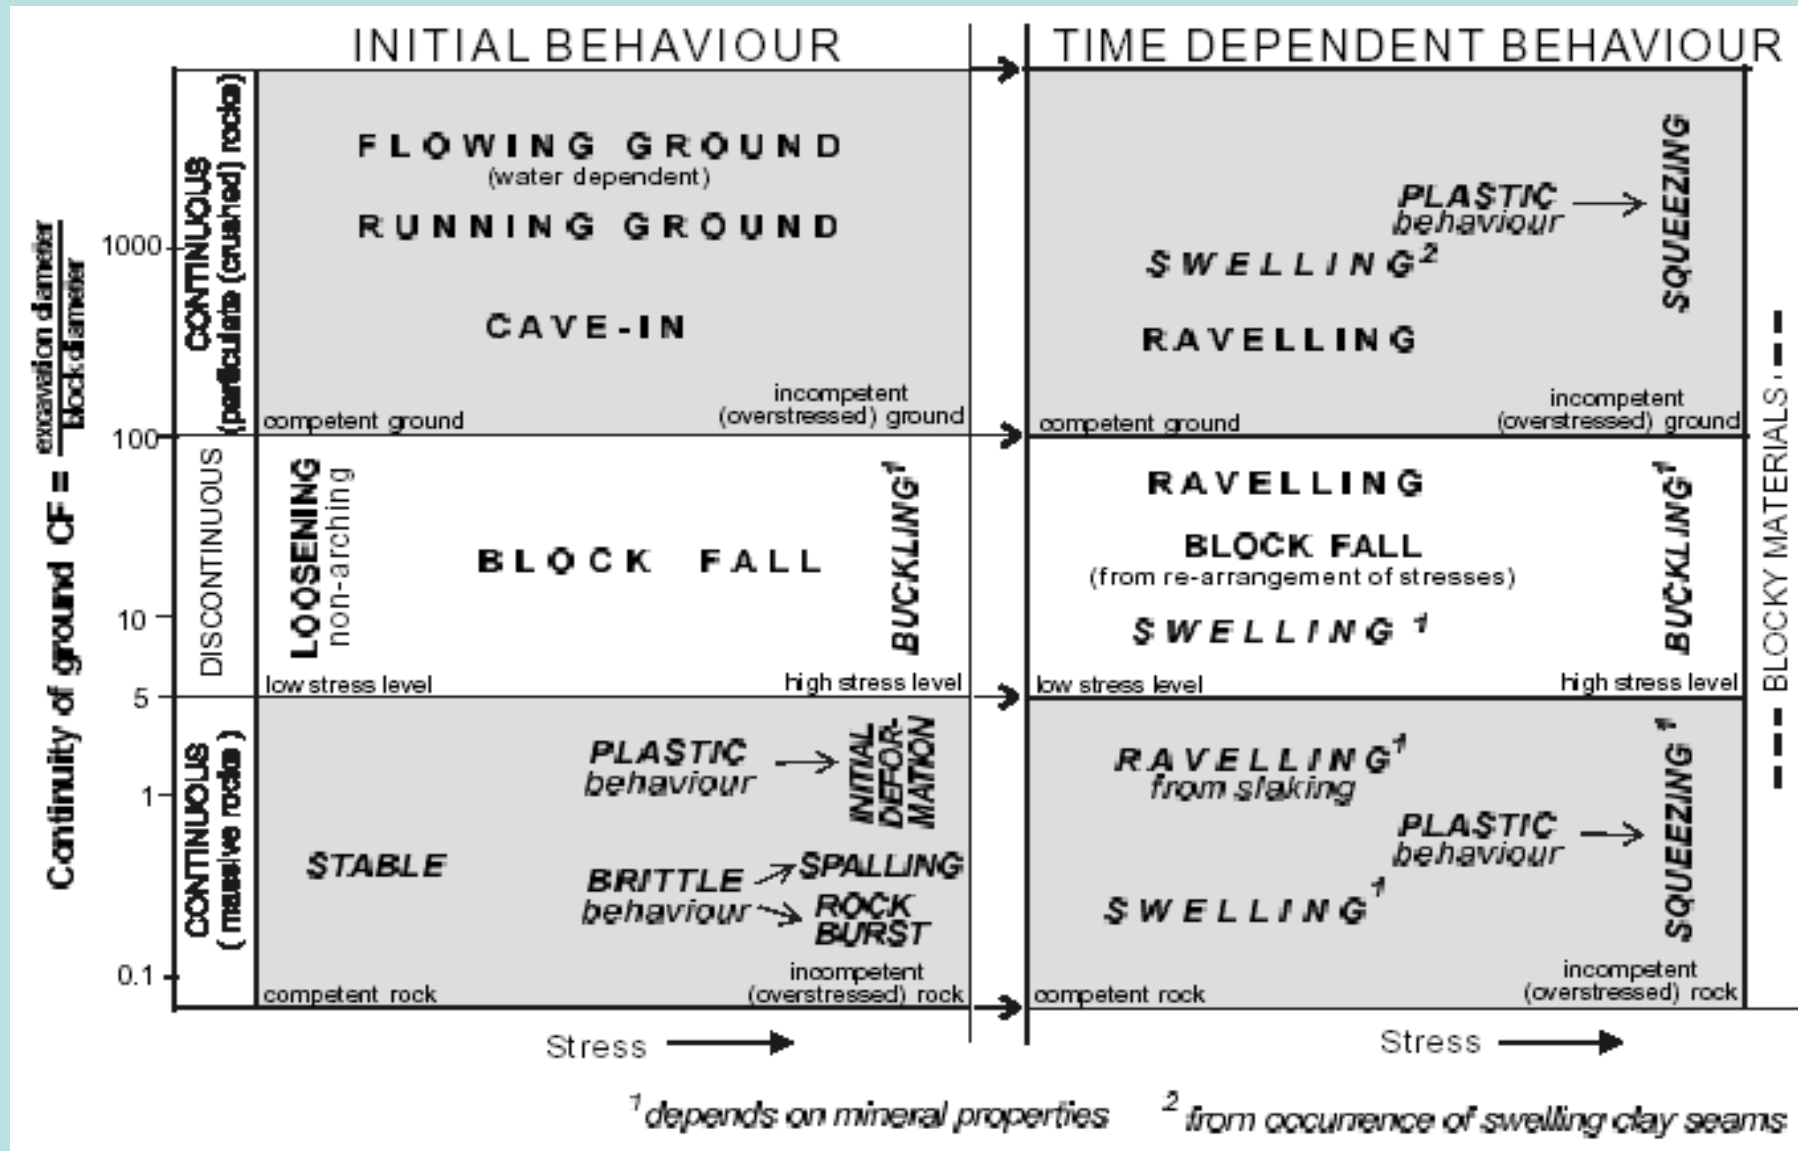 INITIAL BEHAVIOUR
TIME DEPENDENT BEHAVIOUR
Continuity of ground CF =
excavation diameter
block diameter
1000
100
10
5
1
0.1
CONTINUOUS
(particulate (crushed) rocks)
DISCONTINUOUS
CONTINUOUS
(massive rocks)
FLOWING GROUND
(water dependent)
RUNNING GROUND
CAVE-IN
competent ground
incompetent
(overstressed) ground
LOOSENING
non-arching
BLOCK FALL
BUCKLING¹
low stress level
high stress level
STABLE
PLASTIC
behaviour
INITIAL
DEFOR-
MATION
BRITTLE
behaviour
SPALLING
ROCK
BURST
competent rock
incompetent
(overstressed) rock
Stress
PLASTIC
behaviour
SQUEEZING
SWELLING²
RAVELLING
competent ground
incompetent
(overstressed) ground
RAVELLING
BLOCK FALL
(from re-arrangement of stresses)
SWELLING¹
BUCKLING¹
low stress level
high stress level
RAVELLING¹
from slaking
PLASTIC
behaviour
SQUEEZING¹
SWELLING¹
competent rock
incompetent
(overstressed) rock
Stress
BLOCKY MATERIALS
¹ depends on mineral properties
² from occurrence of swelling clay seams